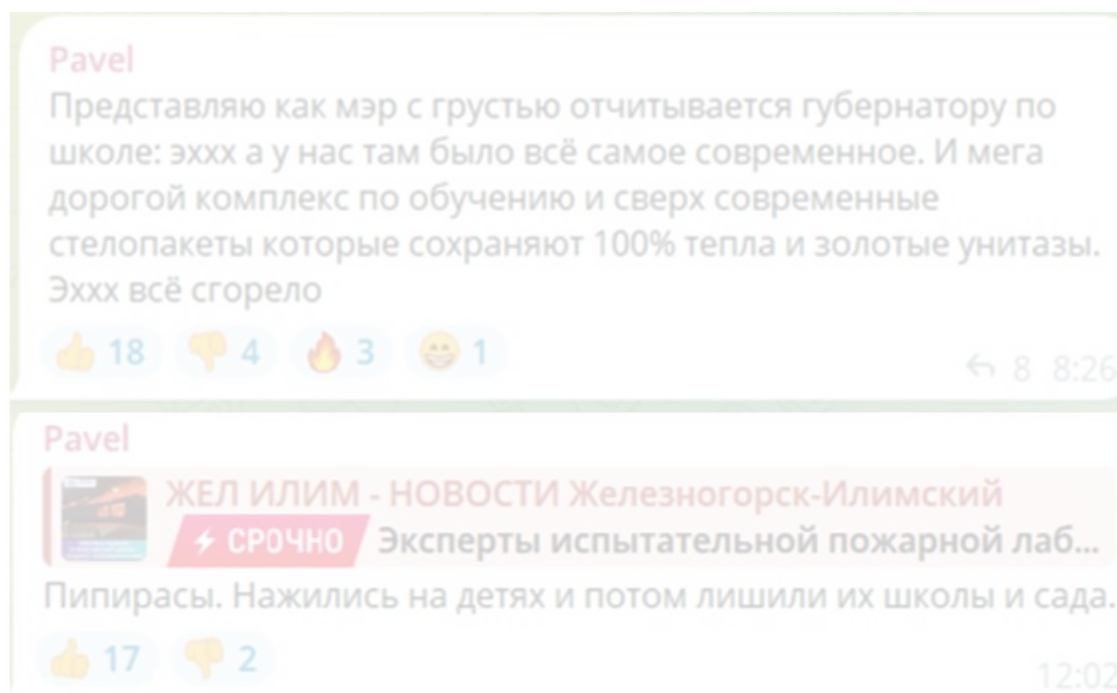 Pavel
Представляю как мэр с грустью отчитывается губернатору по
школе: эххх а у нас там было всё самое современное. И мега
дорогой комплекс по обучению и сверх современные
стелопакеты которые сохраняют 100% тепла и золотые унитазы.
Эххх всё сгорело
18 4 3 1 8 8:26
Pavel
ЖЕЛ ИЛИМ - НОВОСТИ Железногорск-Илимский
СРОЧНО Эксперты испытательной пожарной лаб...
Пипирасы. Нажились на детях и потом лишили их школы и сада.
17 2 12:02